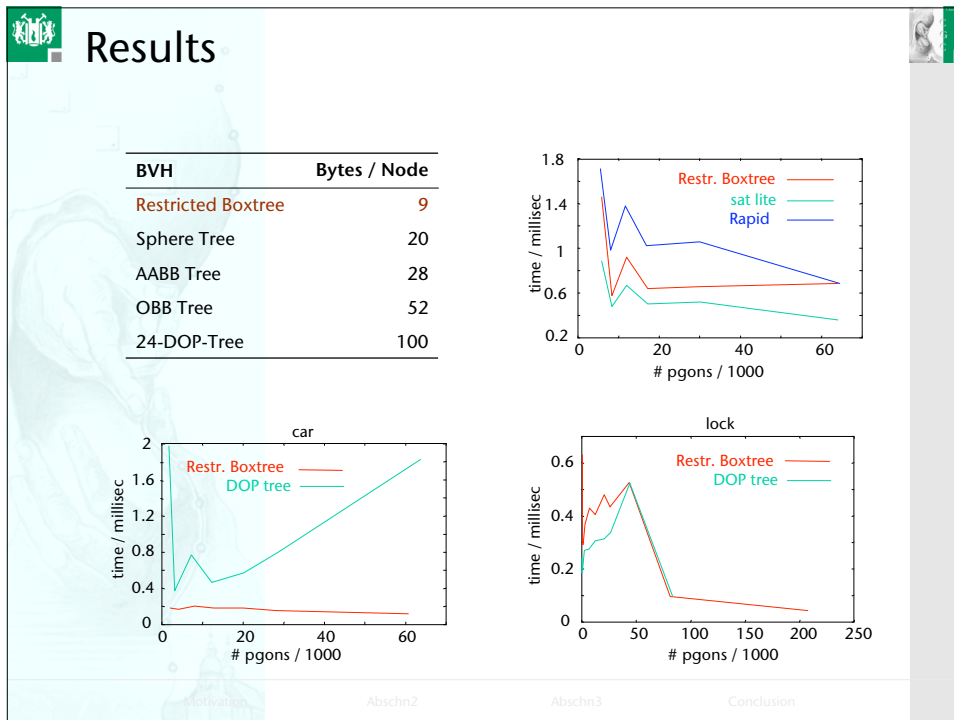 Results
BVH Bytes / Node
Restricted Boxtree 9
Sphere Tree 20
AABB Tree 28
OBB Tree 52
24-DOP-Tree 100
1.8
1.4
1
0.6
0.2
time / millisec
Restr. Boxtree
sat lite
Rapid
0 20 40 60
# pgons / 1000
car
2
1.6
1.2
0.8
0.4
0
time / millisec
Restr. Boxtree
DOP tree
0 20 40 60
# pgons / 1000
lock
0.6
0.4
0.2
0
time / millisec
Restr. Boxtree
DOP tree
0 50 100 150 200 250
# pgons / 1000
Motivation Abschn2 Abschn3 Conclusion